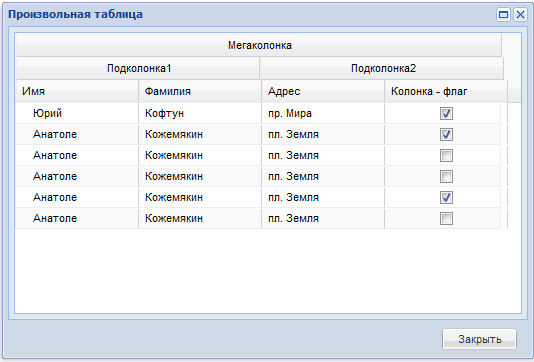 Произвольная таблица
Мегаколонка
Подколонка1 Подколонка2
Имя Фамилия Адрес Колонка - флаг
Юрий Кофтун пр. Мира
Анатоле Кожемякин пл. Земля
Анатоле Кожемякин пл. Земля
Анатоле Кожемякин пл. Земля
Анатоле Кожемякин пл. Земля
Анатоле Кожемякин пл. Земля
Закрыть